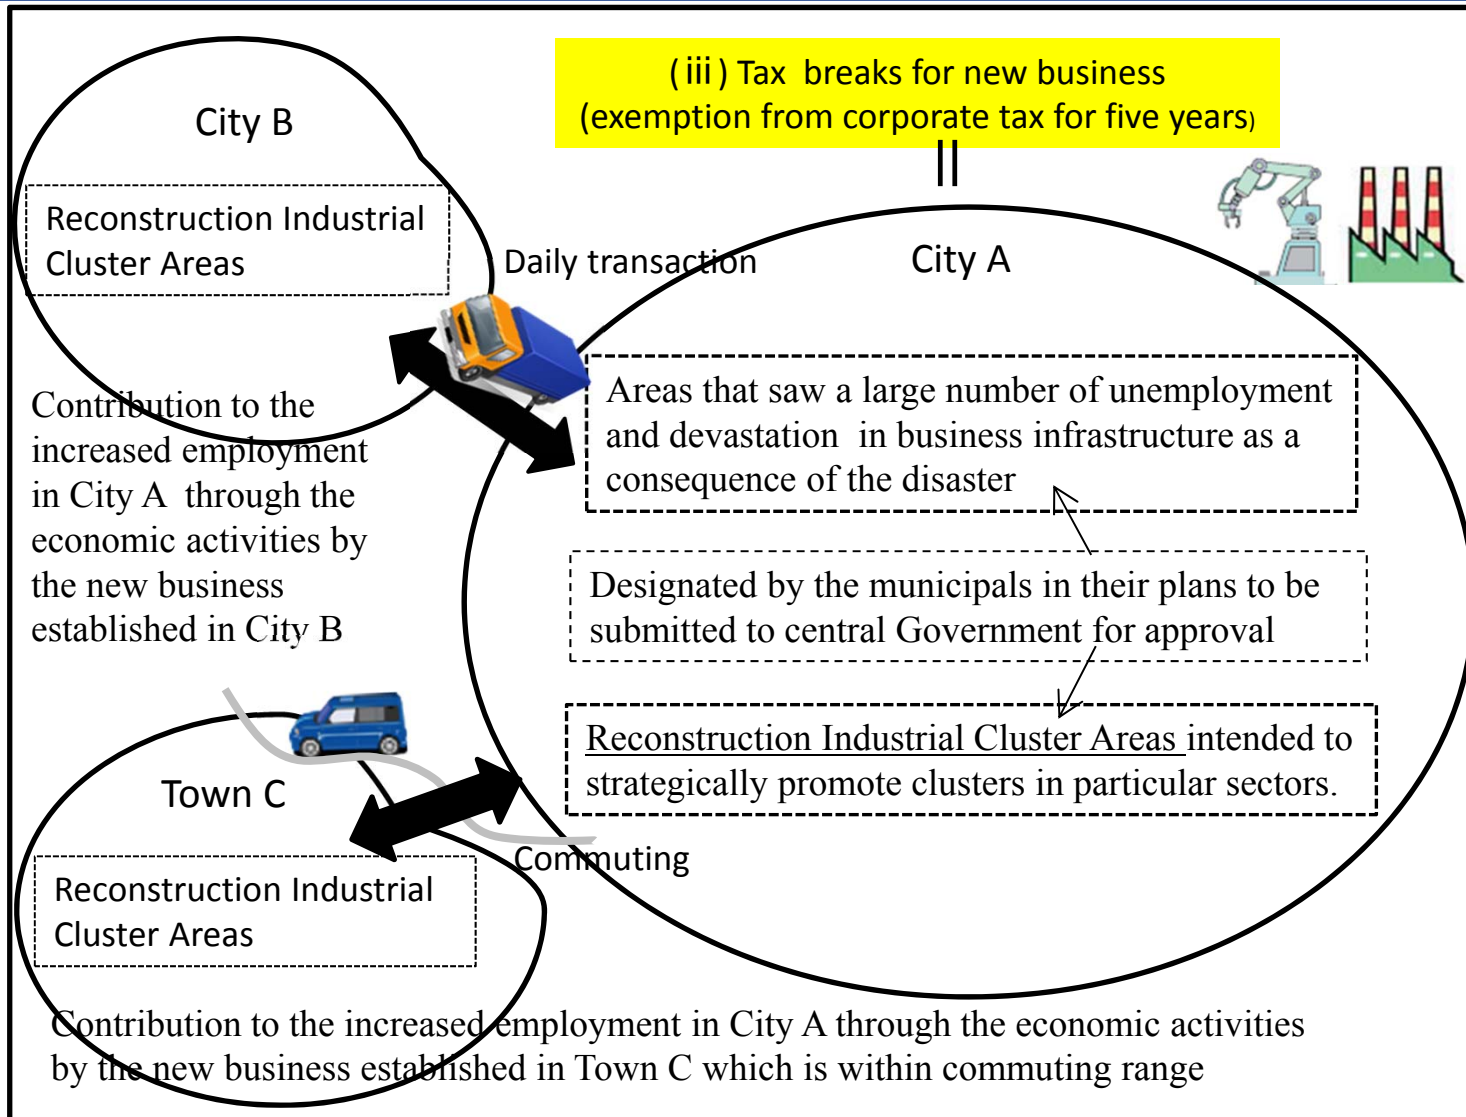 (iii) Tax breaks for new business
(exemption from corporate tax for five years)
City B
Reconstruction Industrial
Cluster Areas
Daily transaction
City A
Contribution to the
increased employment
in City A through the
economic activities by
the new business
established in City B
Areas that saw a large number of unemployment
and devastation in business infrastructure as a
consequence of the disaster
Designated by the municipals in their plans to be
submitted to central Government for approval
Reconstruction Industrial Cluster Areas intended to
strategically promote clusters in particular sectors.
Town C
Commuting
Reconstruction Industrial
Cluster Areas
Contribution to the increased employment in City A through the economic activities
by the new business established in Town C which is within commuting range